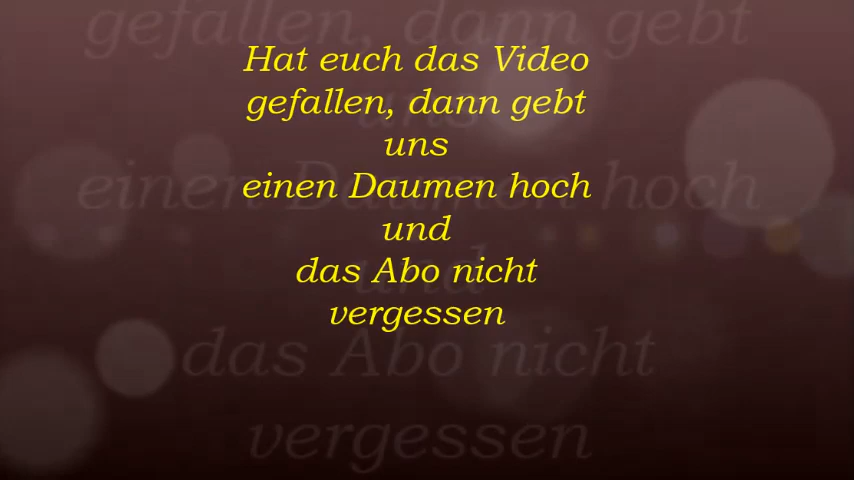 Hat euch das Video
gefallen, dann gebt
uns
einen Daumen hoch
und
das Abo nicht
vergessen